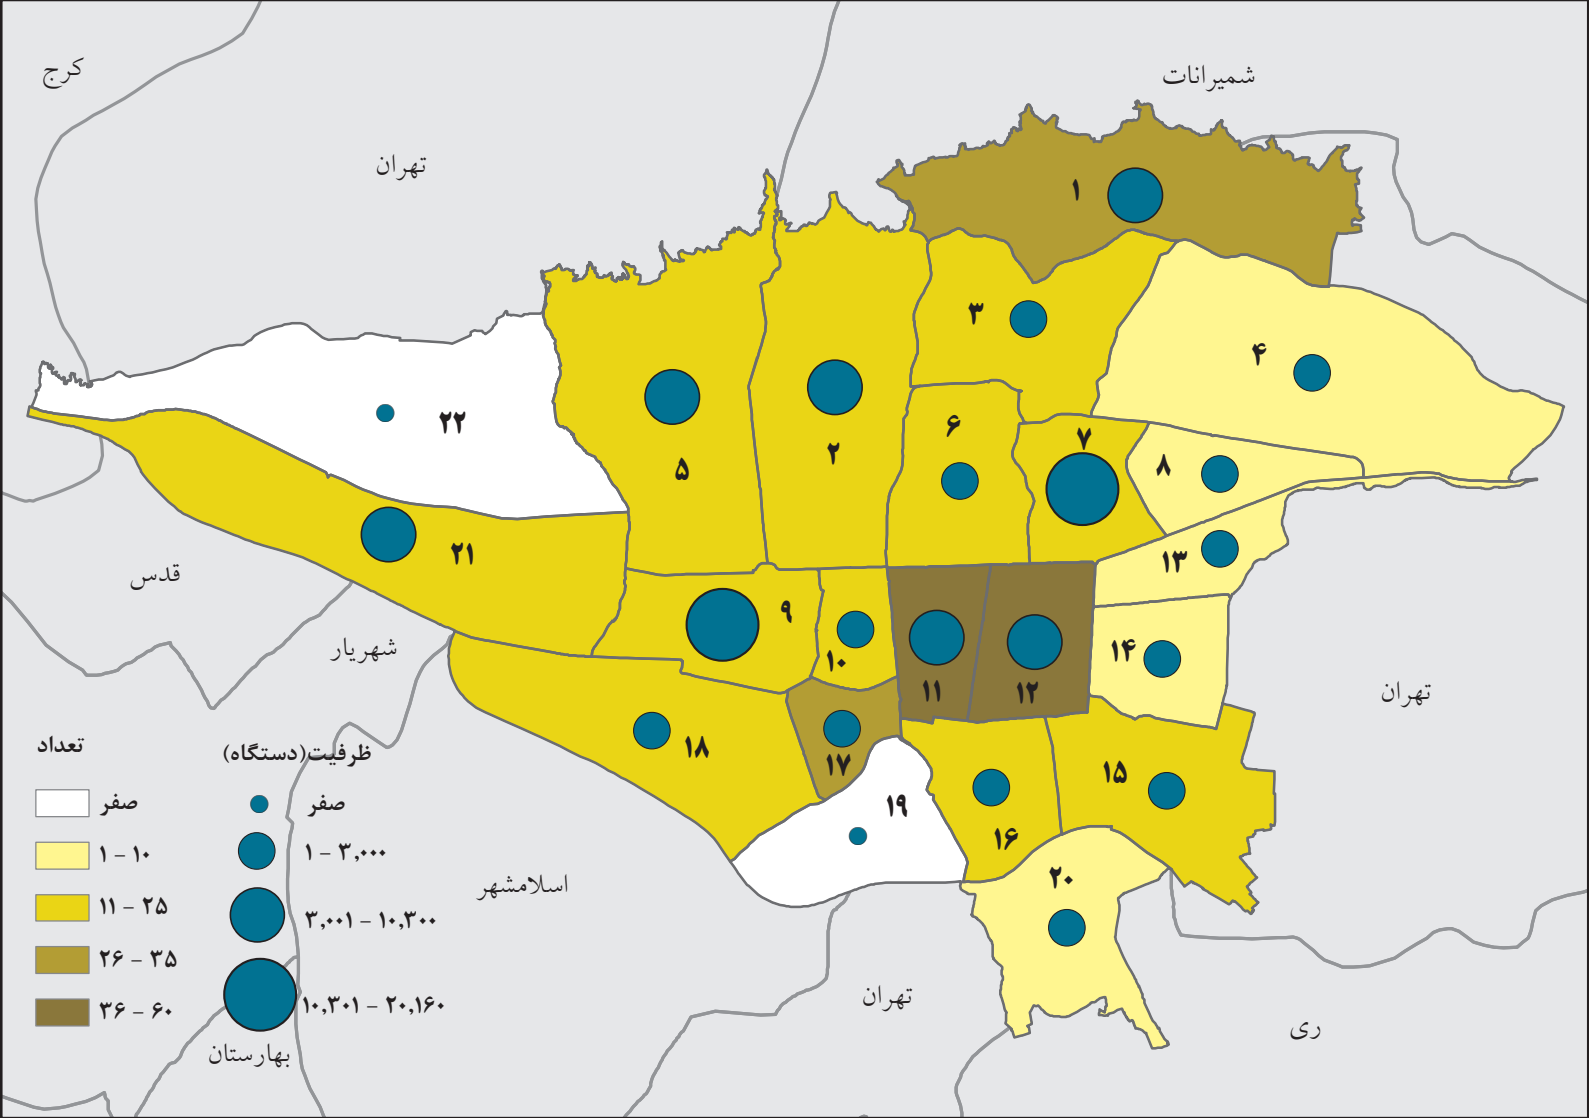 کرج
شمیرانات
تهران
۱
۳
۴
۲۲
۵
۲
۶
۷
۸
۲۱
۱۳
قدس
شهریار
۹
۱۰
۱۱
۱۲
۱۴
تهران
۱۸
۱۷
۱۹
۱۶
۱۵
۲۰
اسلامشهر
تهران
ری
بهارستان
تعداد
صفر
۱ - ۱۰
۱۱ - ۲۵
۲۶ - ۳۵
۳۶ - ۶۰
ظرفیت(دستگاه)
صفر
۱ - ۳,۰۰۰
۳,۰۰۱ - ۱۰,۳۰۰
۱۰,۳۰۱ - ۲۰,۱۶۰